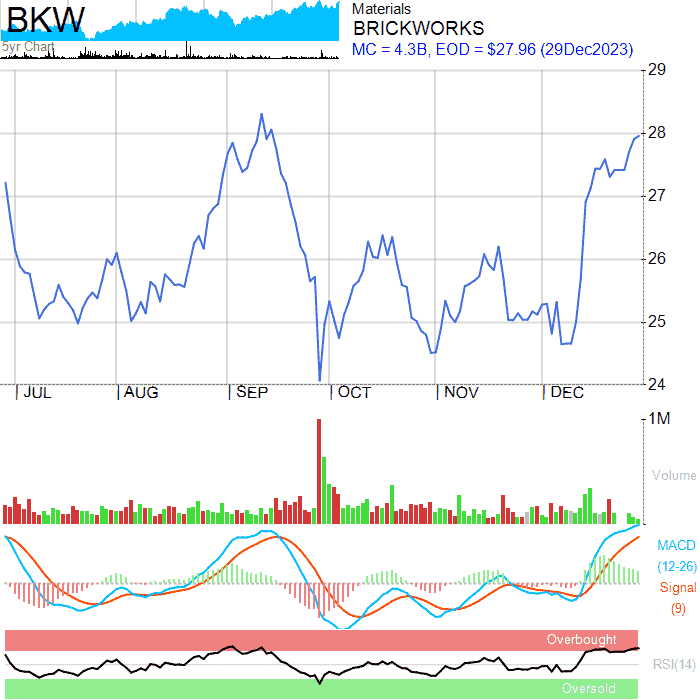 BKW
5yr Chart
Materials
BRICKWORKS
MC = 4.3B, EOD = $27.96 (29Dec2023)
29
28
27
26
25
24
JUL AUG SEP OCT NOV DEC
1M
Volume
MACD
(12-26)
Signal
(9)
Overbought
RSI(14)
Oversold